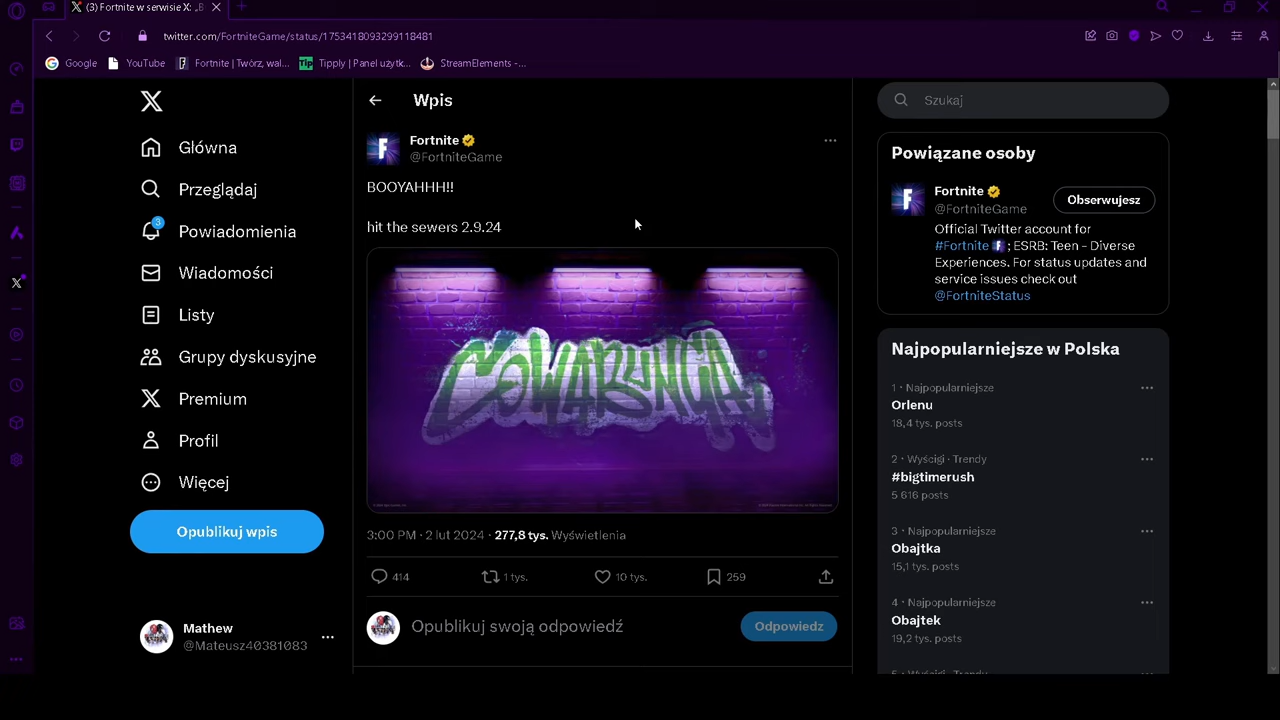 (3) Fortnite w serwisie X: „B
twitter.com/FortniteGame/status/1753418093299118481
Google
YouTube
Fortnite | Twórz, wal...
Tipply | Panel użytk...
StreamElements -...
Główna
Przeglądaj
3
Powiadomienia
Wiadomości
Listy
Grupy dyskusyjne
Premium
Profil
Więcej
Opublikuj wpis
Mathew
@Mateusz40381083
Wpis
Fortnite
@FortniteGame
BOOYAHHH!!
hit the sewers 2.9.24
COWABUNGA
3:00 PM · 2 lut 2024 · 277,8 tys. Wyświetlenia
414
1 tys.
10 tys.
259
Opublikuj swoją odpowiedź
Odpowiedz
Szukaj
Powiązane osoby
Fortnite
@FortniteGame
Obserwujesz
Official Twitter account for
#Fortnite ; ESRB: Teen - Diverse
Experiences. For status updates and
service issues check out
@FortniteStatus
Najpopularniejsze w Polska
1 · Najpopularniejsze
Orlenu
18,4 tys. posts
2 · Wyścigi · Trendy
#bigtimerush
5 616 posts
3 · Najpopularniejsze
Obajtka
15,1 tys. posts
4 · Najpopularniejsze
Obajtek
19,2 tys. posts